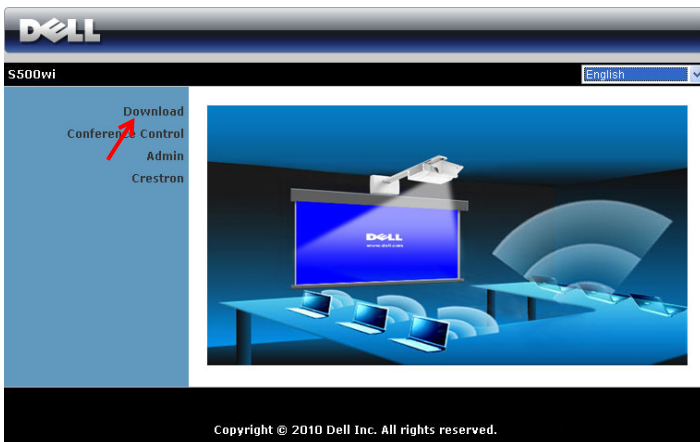 DELL
S500wi
English
Download
Conference Control
Admin
Crestron
DELL
www.dell.com
Copyright © 2010 Dell Inc. All rights reserved.